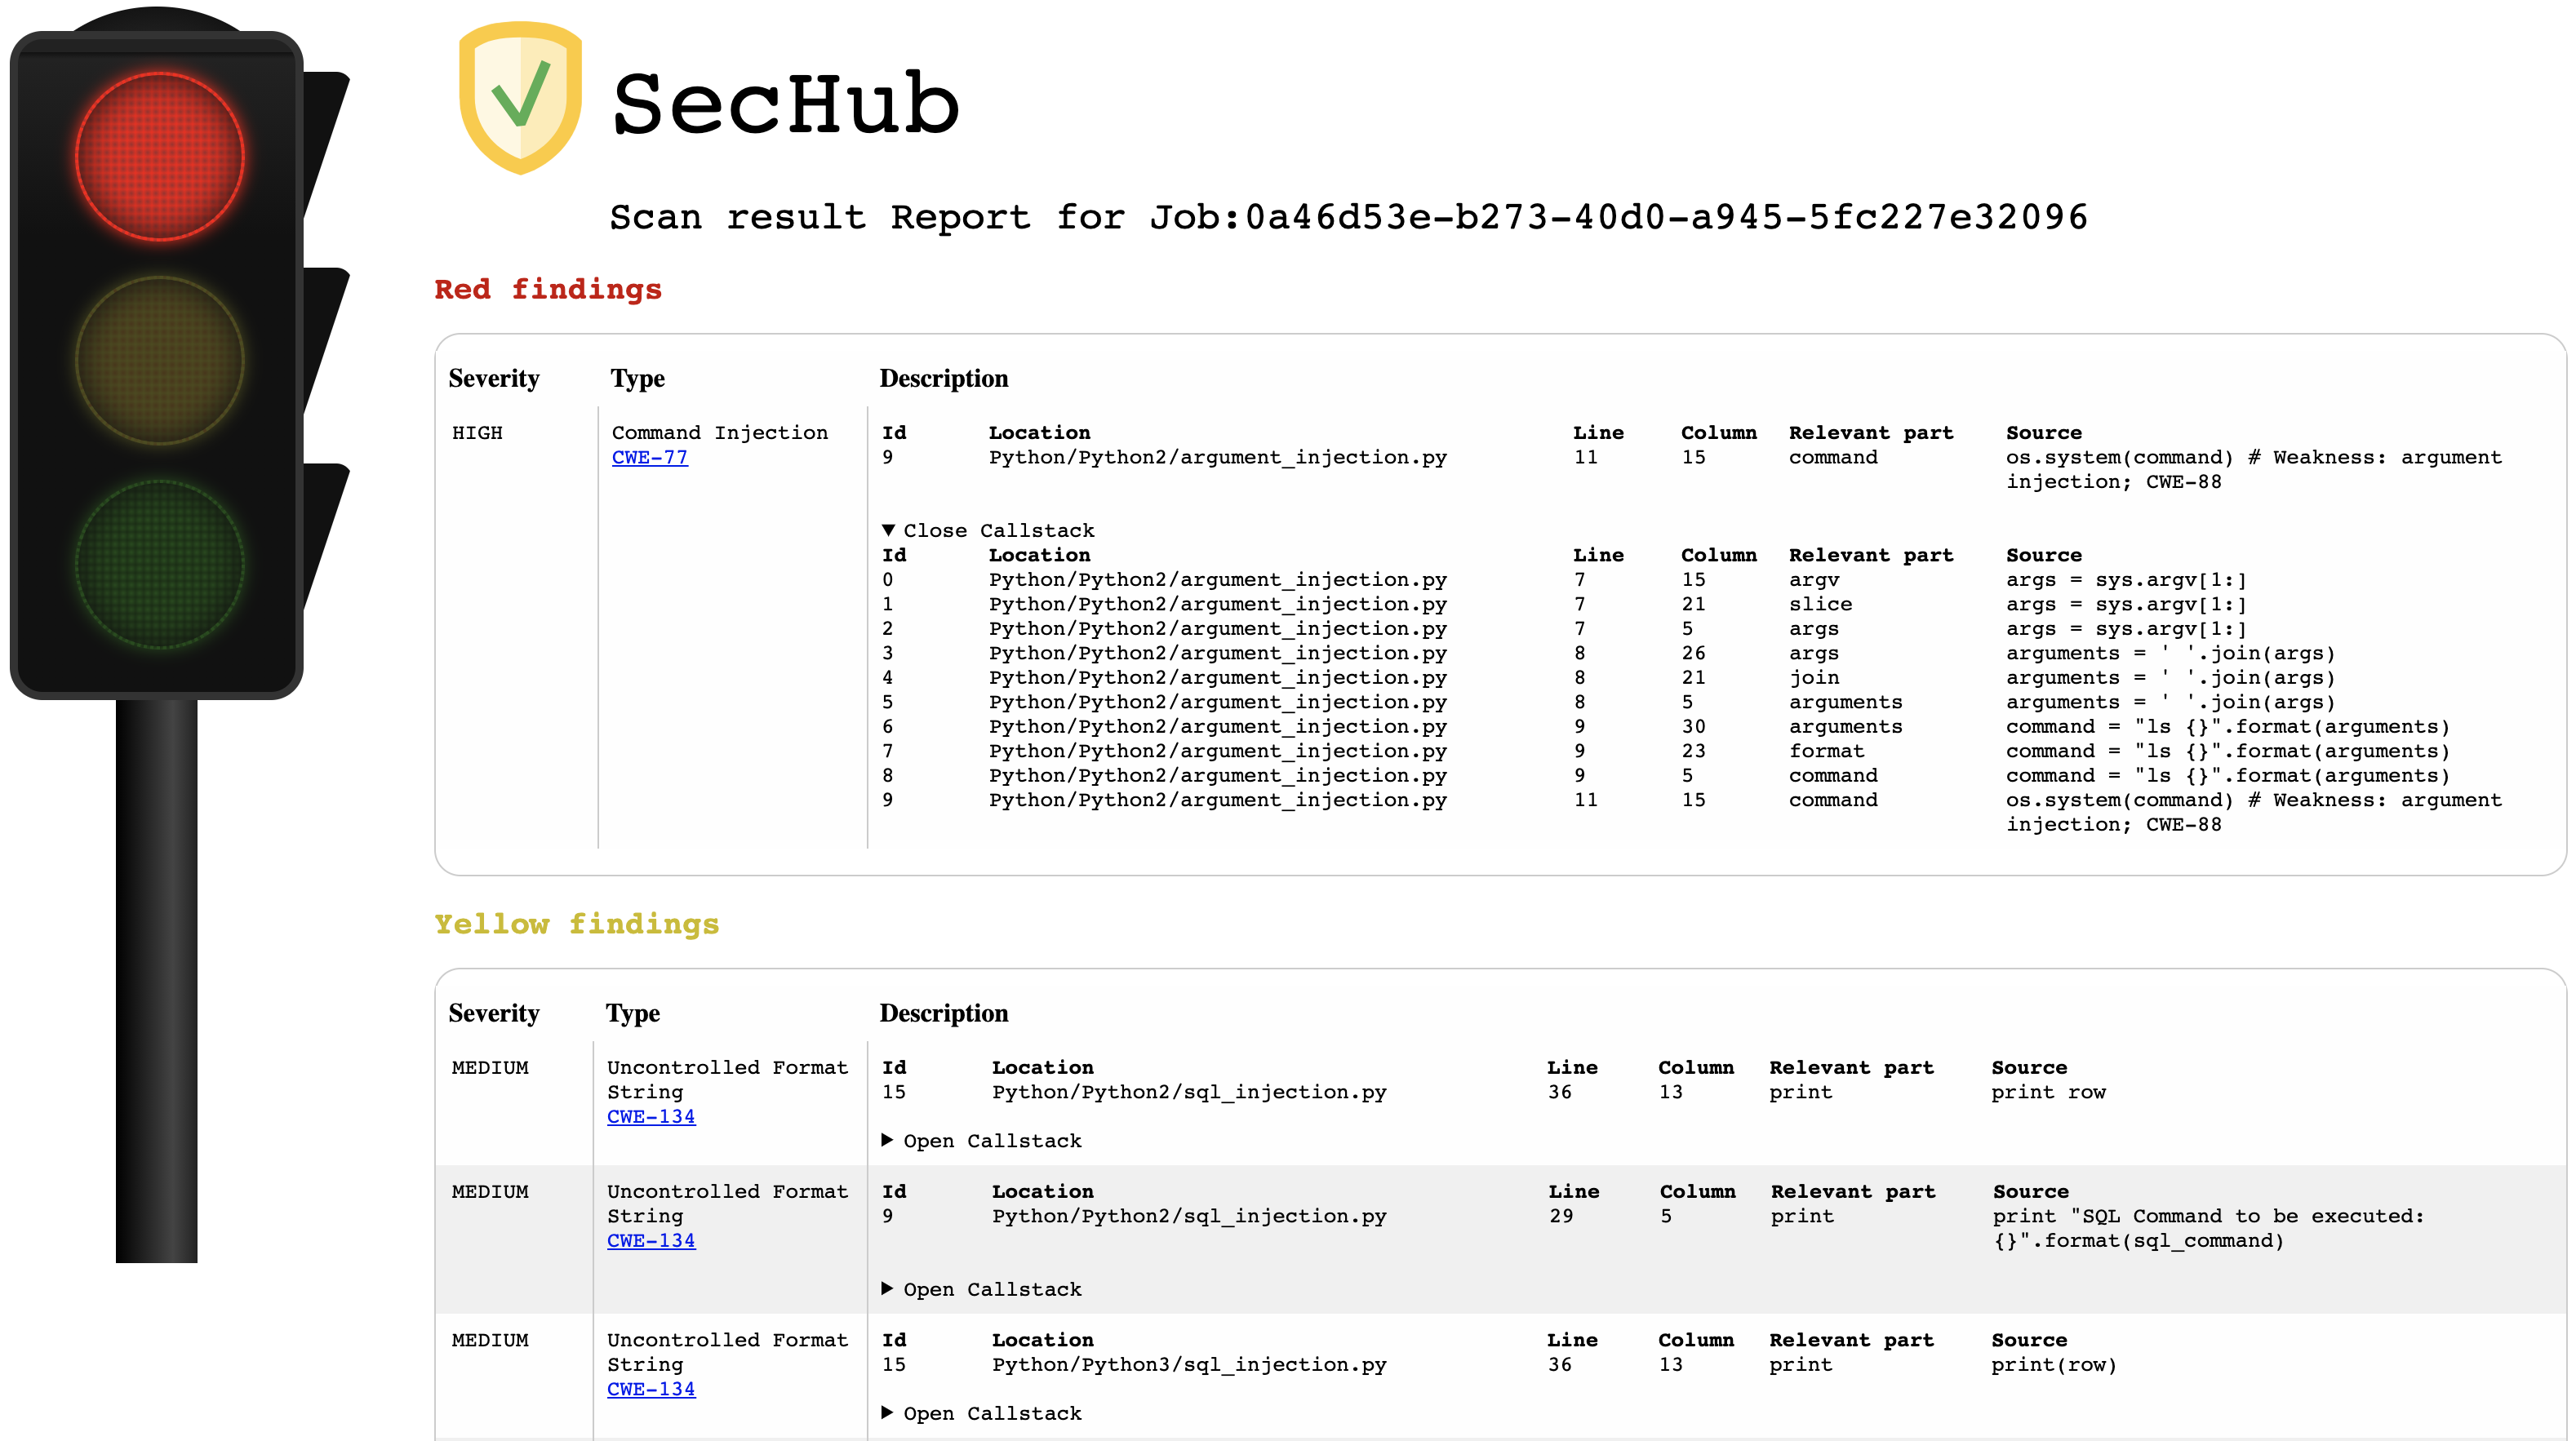 SecHub
Scan result Report for Job:0a46d53e-b273-40d0-a945-5fc227e32096
Red findings
Severity Type Description
HIGH Command Injection Id Location Line Column Relevant part Source
CWE-77 9 Python/Python2/argument_injection.py 11 15 command os.system(command) # Weakness: argument
injection; CWE-88
▼ Close Callstack
Id Location Line Column Relevant part Source
0 Python/Python2/argument_injection.py 7 15 argv args = sys.argv[1:]
1 Python/Python2/argument_injection.py 7 21 slice args = sys.argv[1:]
2 Python/Python2/argument_injection.py 7 5 args args = sys.argv[1:]
3 Python/Python2/argument_injection.py 8 26 args arguments = ' '.join(args)
4 Python/Python2/argument_injection.py 8 21 join arguments = ' '.join(args)
5 Python/Python2/argument_injection.py 8 5 arguments arguments = ' '.join(args)
6 Python/Python2/argument_injection.py 9 30 arguments command = "ls {}".format(arguments)
7 Python/Python2/argument_injection.py 9 23 format command = "ls {}".format(arguments)
8 Python/Python2/argument_injection.py 9 5 command command = "ls {}".format(arguments)
9 Python/Python2/argument_injection.py 11 15 command os.system(command) # Weakness: argument
injection; CWE-88
Yellow findings
Severity Type Description
MEDIUM Uncontrolled Format Id Location Line Column Relevant part Source
String 15 Python/Python2/sql_injection.py 36 13 print print row
CWE-134
▶ Open Callstack
MEDIUM Uncontrolled Format Id Location Line Column Relevant part Source
String 9 Python/Python2/sql_injection.py 29 5 print print "SQL Command to be executed:
CWE-134 {}".format(sql_command)
▶ Open Callstack
MEDIUM Uncontrolled Format Id Location Line Column Relevant part Source
String 15 Python/Python3/sql_injection.py 36 13 print print(row)
CWE-134
▶ Open Callstack